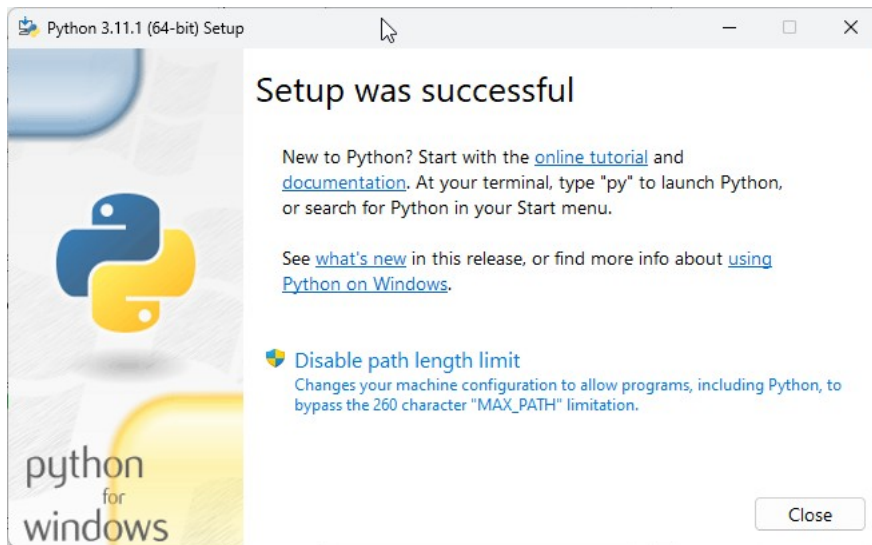 Python 3.11.1 (64-bit) Setup
Setup was successful
New to Python? Start with the online tutorial and
documentation. At your terminal, type "py" to launch Python,
or search for Python in your Start menu.
See what's new in this release, or find more info about using
Python on Windows.
Disable path length limit
Changes your machine configuration to allow programs, including Python, to
bypass the 260 character "MAX_PATH" limitation.
python
for
windows
Close